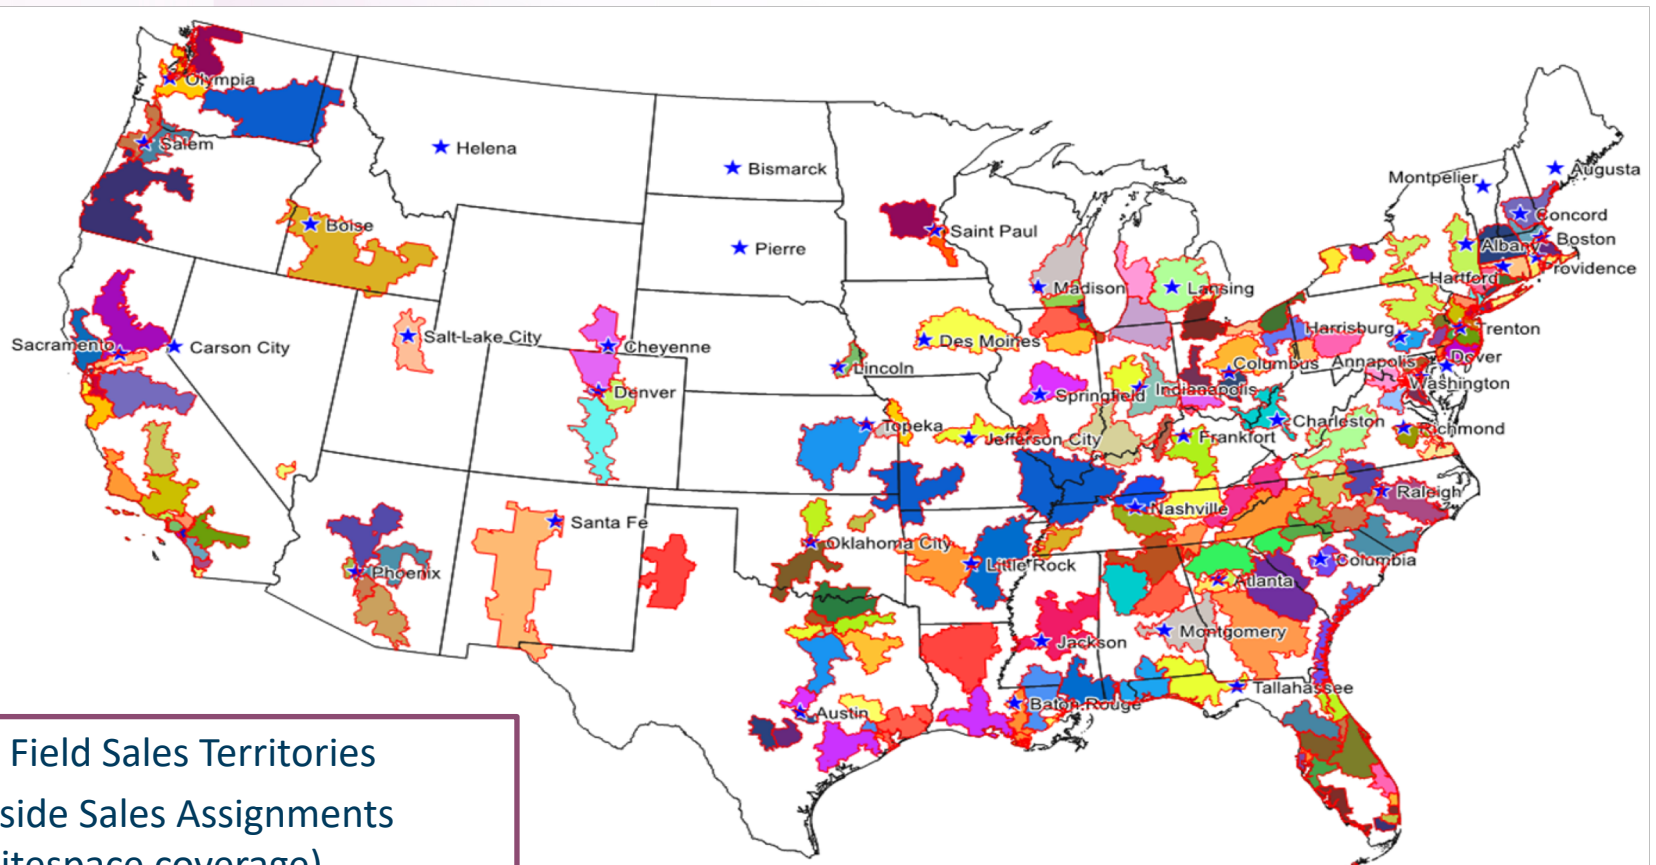 Olympia
Salem
Helena
Bismarck
Montpelier
Augusta
Boise
Pierre
Saint Paul
Concord
Albany
Boston
Hartford
Providence
Madison
Lansing
Sacramento
Carson City
Salt Lake City
Cheyenne
Des Moines
Harrisburg
Trenton
Lincoln
Columbus
Annapolis
Dover
Denver
Springfield
Indianapolis
Washington
Topeka
Jefferson City
Frankfort
Charleston
Richmond
Raleigh
Santa Fe
Nashville
Phoenix
Oklahoma City
Little Rock
Columbia
Atlanta
Jackson
Montgomery
Austin
Baton Rouge
Tallahassee
Field Sales Territories
side Sales Assignments
itespace coverage)